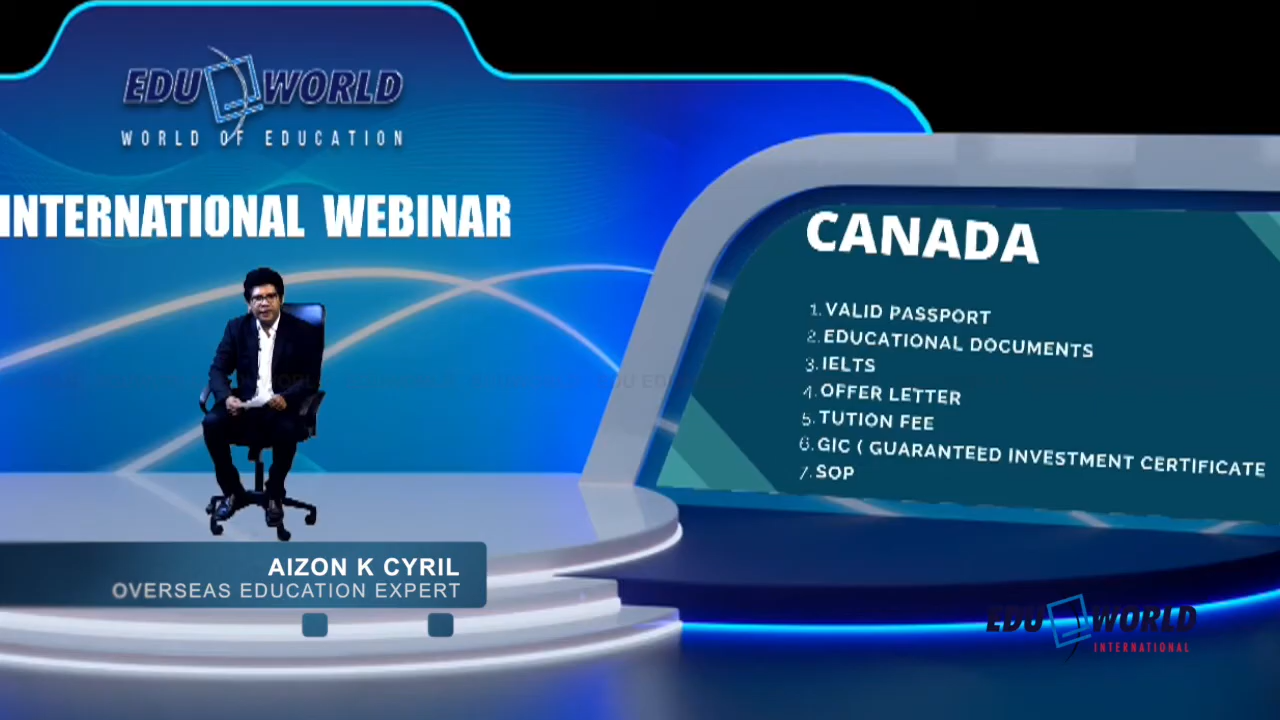 EDU WORLD
WORLD OF EDUCATION
INTERNATIONAL WEBINAR
CANADA
1. VALID PASSPORT
2. EDUCATIONAL DOCUMENTS
3. IELTS
4. OFFER LETTER
5. TUTION FEE
6. GIC ( GUARANTEED INVESTMENT CERTIFICATE
7. SOP
AIZON K CYRIL
OVERSEAS EDUCATION EXPERT
EDU WORLD
INTERNATIONAL